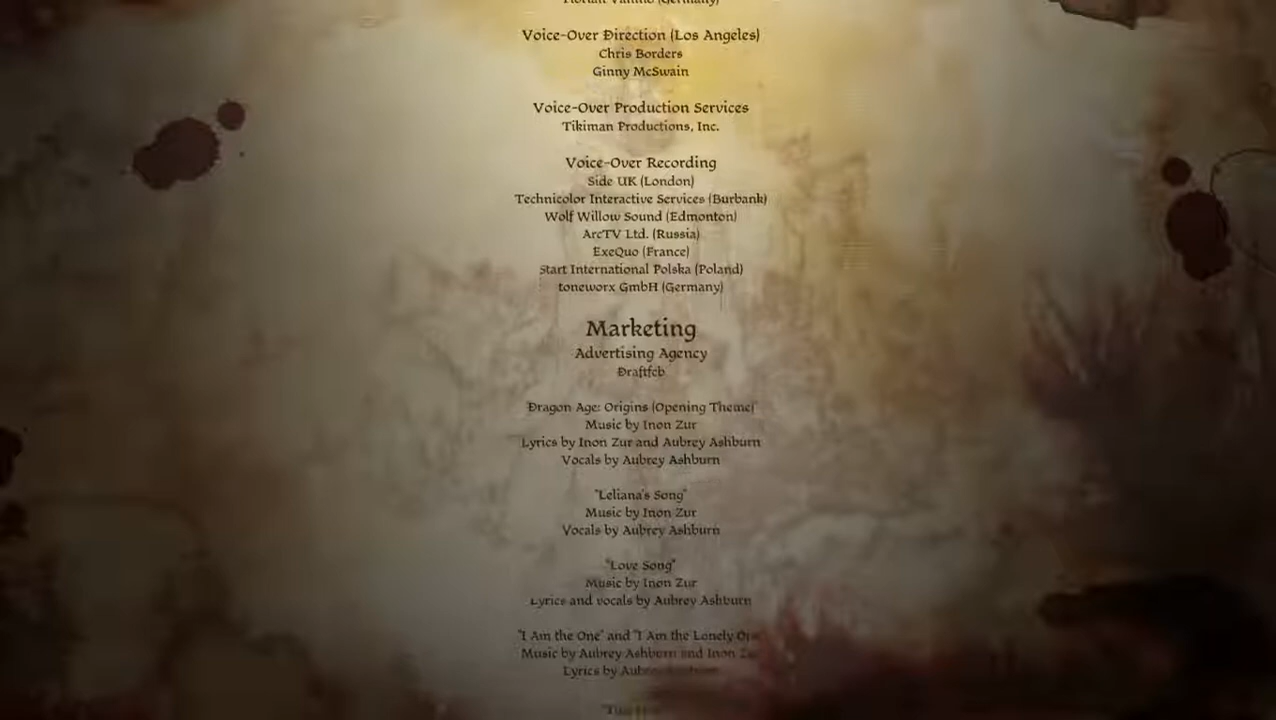 Voice-Over Direction (Los Angeles)
Chris Borders
Ginny McSwain
Voice-Over Production Services
Tikiman Productions, Inc.
Voice-Over Recording
Side UK (London)
Technicolor Interactive Services (Burbank)
Wolf Willow Sound (Edmonton)
ArcTV Ltd. (Russia)
ExeQuo (France)
Start International Polska (Poland)
toneworx GmbH (Germany)
Marketing
Advertising Agency
Draftfcb
"Dragon Age: Origins (Opening Theme)"
Music by Inon Zur
Lyrics by Inon Zur and Aubrey Ashburn
Vocals by Aubrey Ashburn
"Leliana's Song"
Music by Inon Zur
Vocals by Aubrey Ashburn
"Love Song"
Music by Inon Zur
Lyrics and vocals by Aubrey Ashburn
"I Am the One" and "I Am the Lonely One"
Music by Aubrey Ashburn and Inon Zur
Lyrics by Aubrey Ashburn